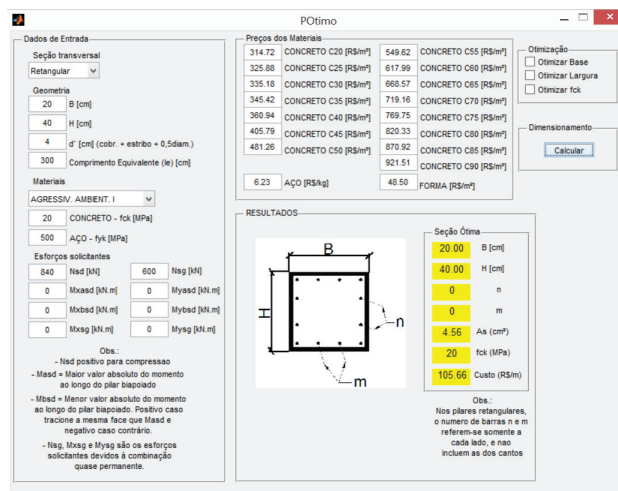 POtimo
Dados de Entrada
Seção transversal
Retangular
Geometria
20 B [cm]
40 H [cm]
4 d' [cm] (cobr. + estribo + 0,5diam.)
300 Comprimento Equivalente (le) [cm]
Materiais
AGRESSIV. AMBIENT. I
20 CONCRETO - fck [MPa]
500 AÇO - fyk [MPa]
Esforços solicitantes
840 Nsd [kN] 600 Nsg [kN]
0 Mxasd [kN.m] 0 Myasd [kN.m]
0 Mxbsd [kN.m] 0 Mybsd [kN.m]
0 Mxsg [kN.m] 0 Mysg [kN.m]
Obs.:
- Nsd positivo para compressao
- Masd = Maior valor absoluto do momento
ao longo do pilar biapoiado
- Mbsd = Menor valor absoluto do momento
ao longo do pilar biapoiado. Positivo caso
tracione a mesma face que Masd e
negativo caso contrário.
- Nsg, Mxsg e Mysg são os esforços
solicitantes devidos à combinação
quase permanente.
Preços dos Materiais
314.72 CONCRETO C20 [R$/m³] 549.62 CONCRETO C55 [R$/m³]
325.88 CONCRETO C25 [R$/m³] 617.99 CONCRETO C60 [R$/m³]
335.18 CONCRETO C30 [R$/m³] 668.57 CONCRETO C65 [R$/m³]
345.42 CONCRETO C35 [R$/m³] 719.16 CONCRETO C70 [R$/m³]
360.94 CONCRETO C40 [R$/m³] 769.75 CONCRETO C75 [R$/m³]
405.79 CONCRETO C45 [R$/m³] 820.33 CONCRETO C80 [R$/m³]
481.26 CONCRETO C50 [R$/m³] 870.92 CONCRETO C85 [R$/m³]
921.51 CONCRETO C90 [R$/m³]
6.23 AÇO [R$/kg] 48.50 FORMA [R$/m²]
Otimização
Otimizar Base
Otimizar Largura
Otimizar fck
Dimensionamento
Calcular
RESULTADOS
B
H
n
m
Seção Ótima
20.00 B [cm]
40.00 H [cm]
0 n
0 m
4.56 As (cm²)
20 fck (MPa)
105.66 Custo (R$/m)
Obs.:
Nos pilares retangulares,
o numero de barras n e m
referem-se somente a
cada lado, e nao
incluem as dos cantos